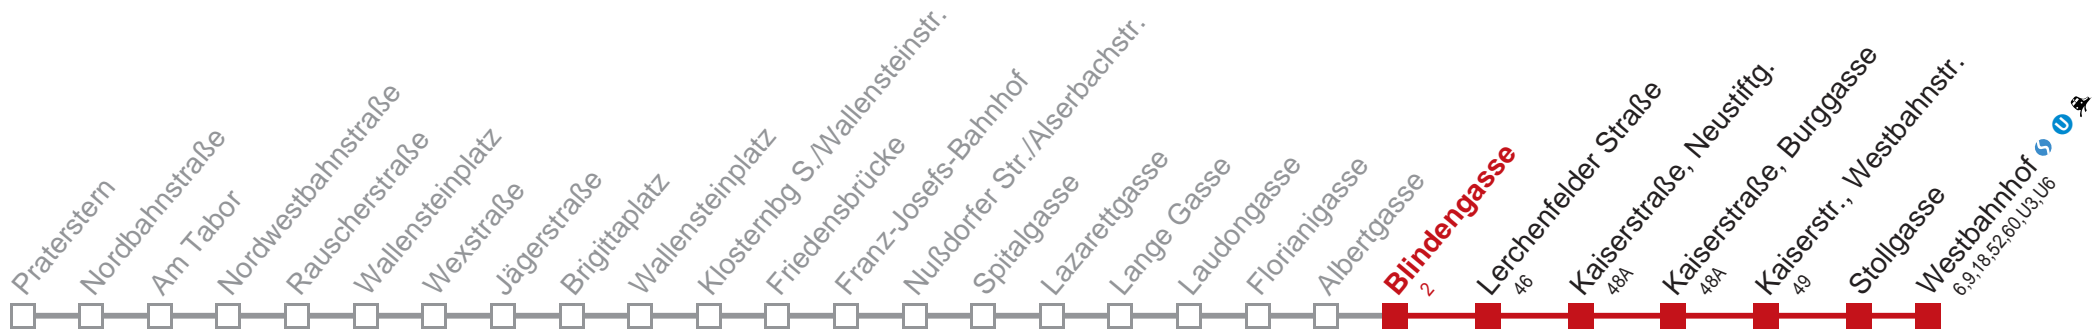 Praterstern
Nordbahnstraße
Am Tabor
Nordwestbahnstraße
Rauscherstraße
Wallensteinplatz
Wexstraße
Jägerstraße
Brigittaplatz
Wallensteinplatz
Klosternbg S./Wallensteinstr.
Friedensbrücke
Franz-Josefs-Bahnhof
Nußdorfer Str./Alserbachstr.
Spitalgasse
Lazarettgasse
Lange Gasse
Laudongasse
Florianigasse
Albertgasse
Blindengasse
2
Lerchenfelder Straße
46
Kaiserstraße, Neustiftg.
48A
Kaiserstraße, Burggasse
48A
Kaiserstr., Westbahnstr.
49
Stollgasse
Westbahnhof S U
6,9,18,52,60,U3,U6